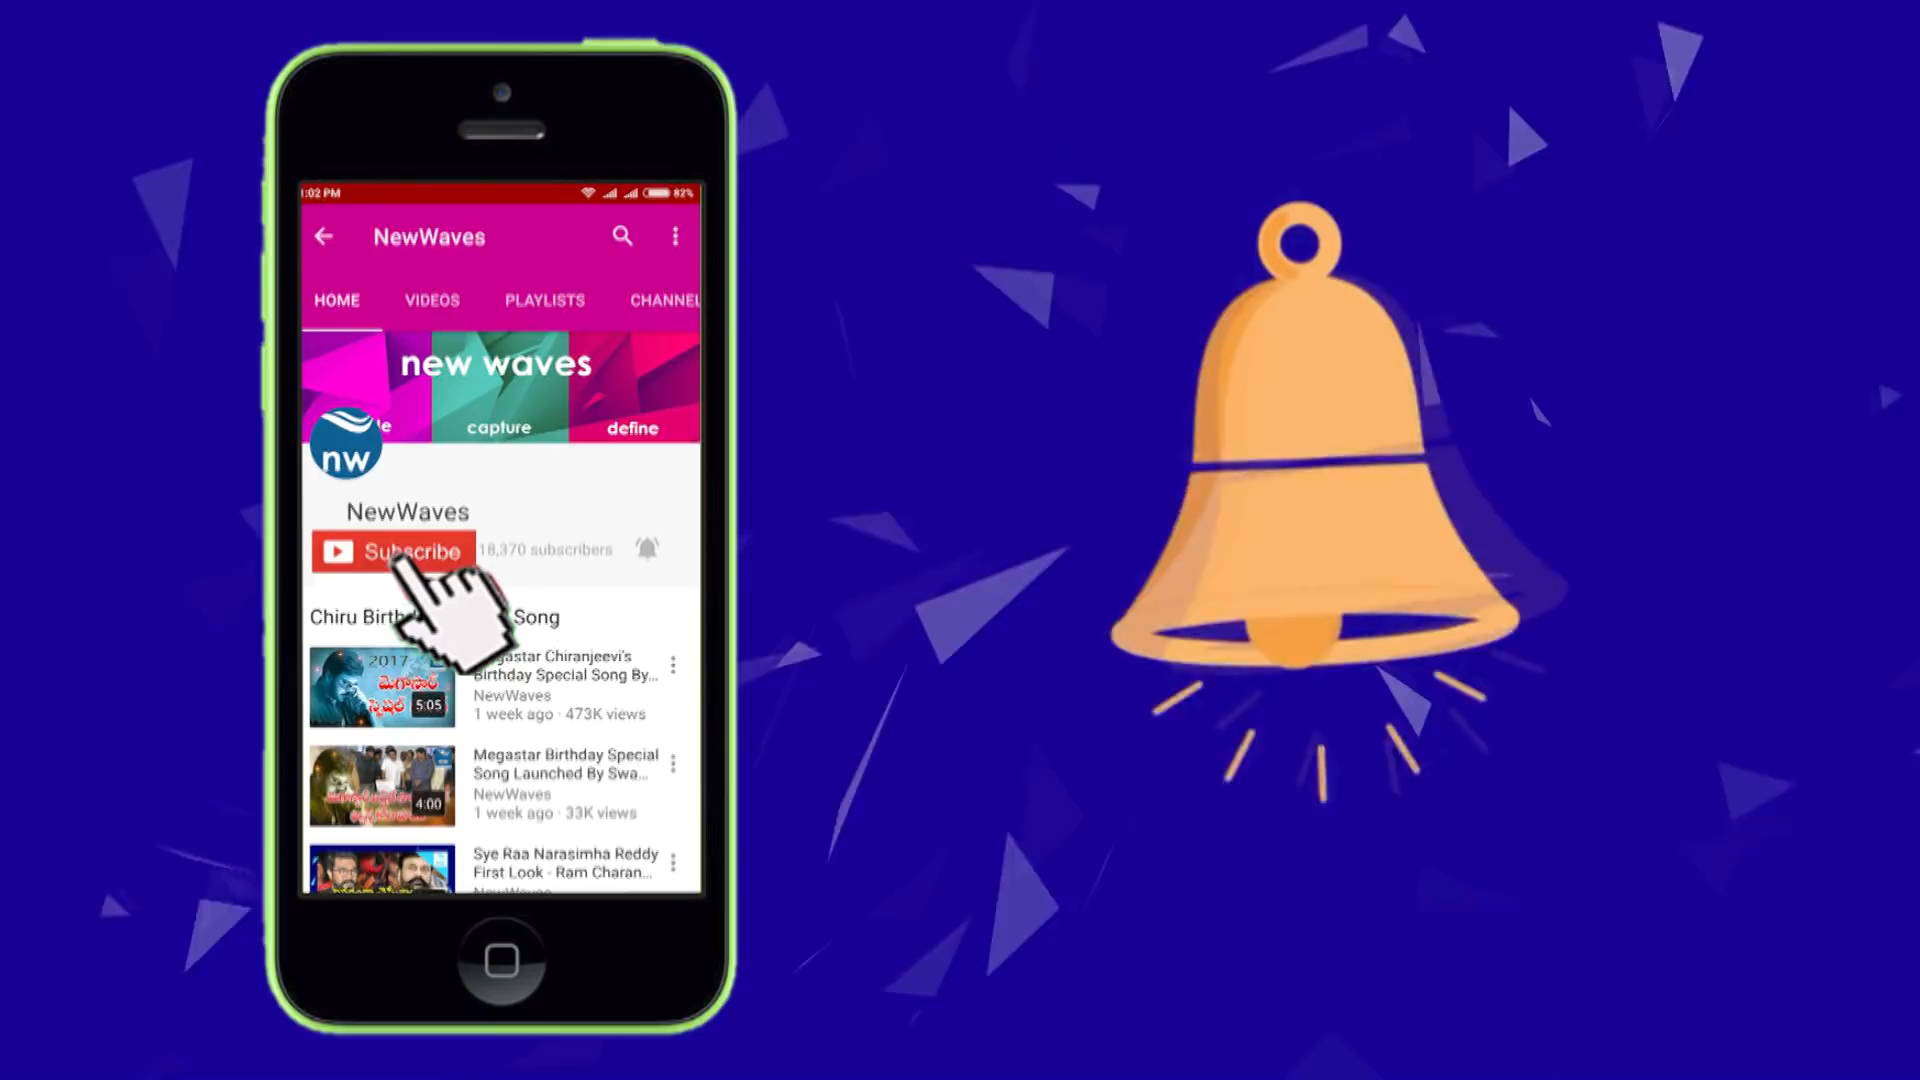 1:02 PM
82%
NewWaves
HOME VIDEOS PLAYLISTS CHANNEL
new waves
capture
define
nw
NewWaves
Subscribe 18,370 subscribers
Chiru Song
2017
మెగాస్టార్
స్పెషల్
5:05
Chiranjeevi's
Birthday Special Song By...
NewWaves
1 week ago · 473K views
4:00
Megastar Birthday Special
Song Launched By Swa...
NewWaves
1 week ago · 33K views
Sye Raa Narasimha Reddy
First Look - Ram Charan...
NewWaves